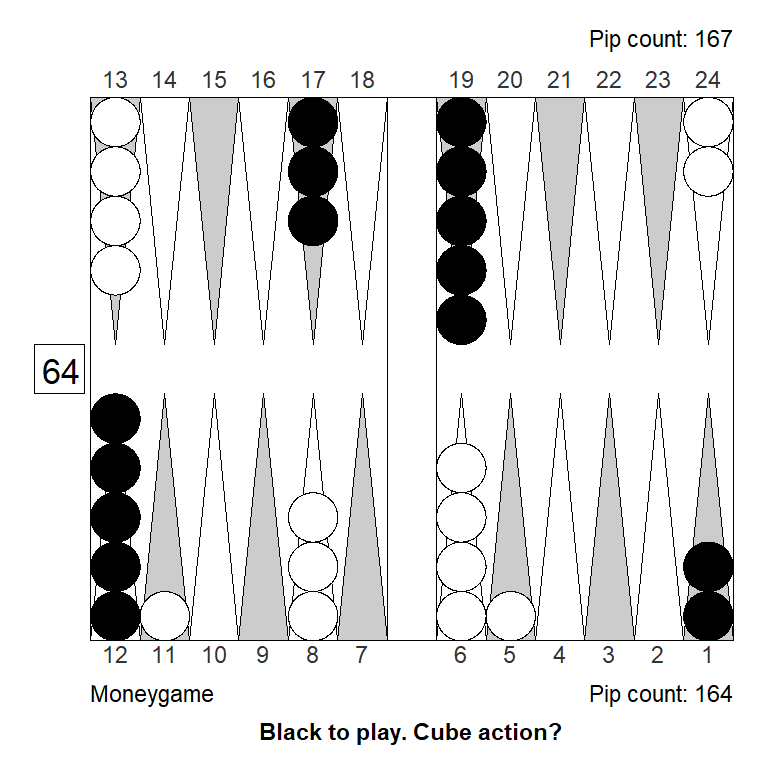 Pip count: 167
13 14 15 16 17 18 19 20 21 22 23 24
64
12 11 10 9 8 7 6 5 4 3 2 1
Moneygame Pip count: 164
Black to play. Cube action?